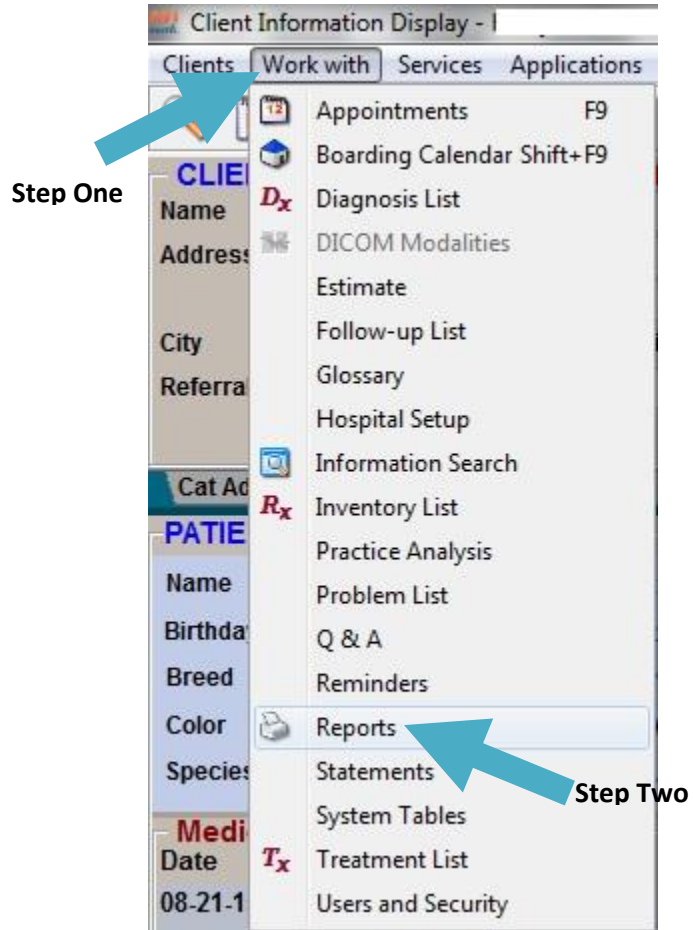 Client Information Display -
Clients Work with Services Applications
Appointments F9
Boarding Calendar Shift+F9
CLIE
Step One
Name
Diagnosis List
Address
DICOM Modalities
Estimate
City
Follow-up List
Referra
Glossary
Hospital Setup
Information Search
Cat Ad
Inventory List
PATIE
Practice Analysis
Name
Problem List
Birthda
Q & A
Breed
Reminders
Color
Reports
Species
Statements
Step Two
System Tables
Medi
Date
Treatment List
08-21-1
Users and Security
12
Dx
Rx
Tx